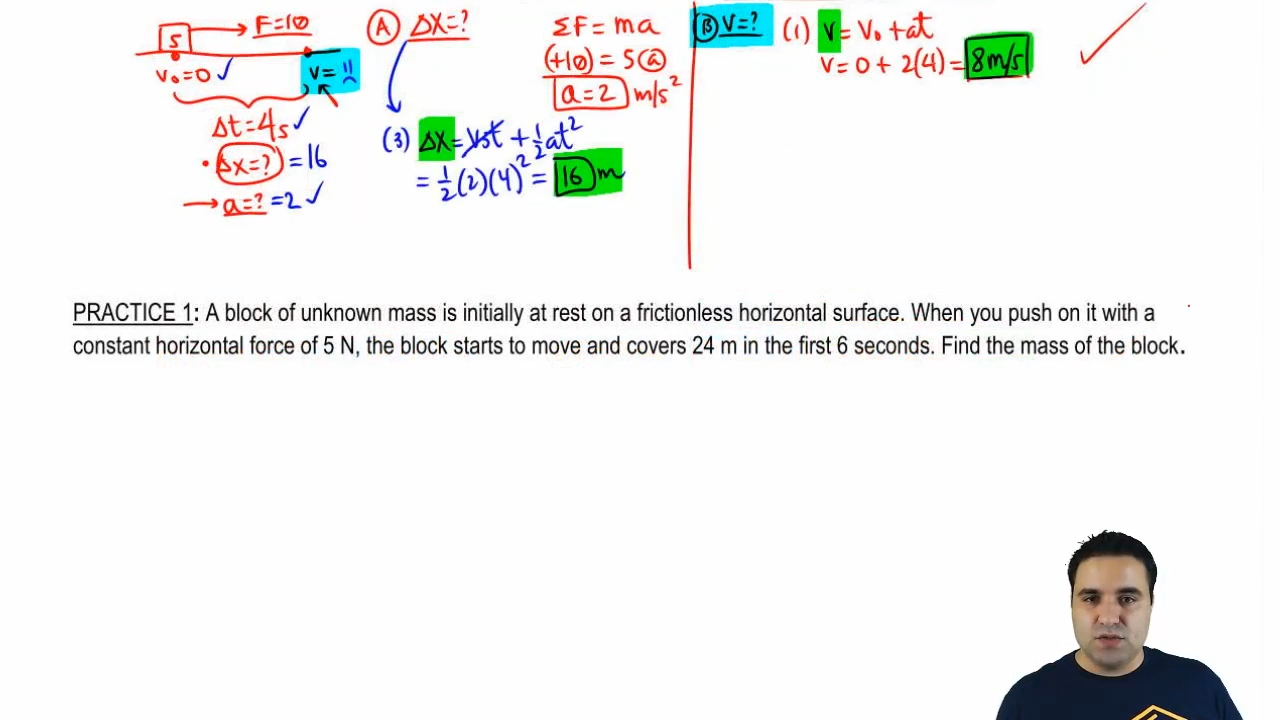 5 F=10
V₀=0 ✓ V=
Δt=4s ✓
• Δx=? =16
→ a=? =2 ✓
(A) Δx=?
ΣF=ma
(+10)=5(a)
a=2 m/s²
(3) Δx=V₀t+½at²
=½(2)(4)²=16 m
(B) V=? (1) V=V₀+at
V=0+2(4)=8m/s
PRACTICE 1: A block of unknown mass is initially at rest on a frictionless horizontal surface. When you push on it with a
constant horizontal force of 5 N, the block starts to move and covers 24 m in the first 6 seconds. Find the mass of the block.